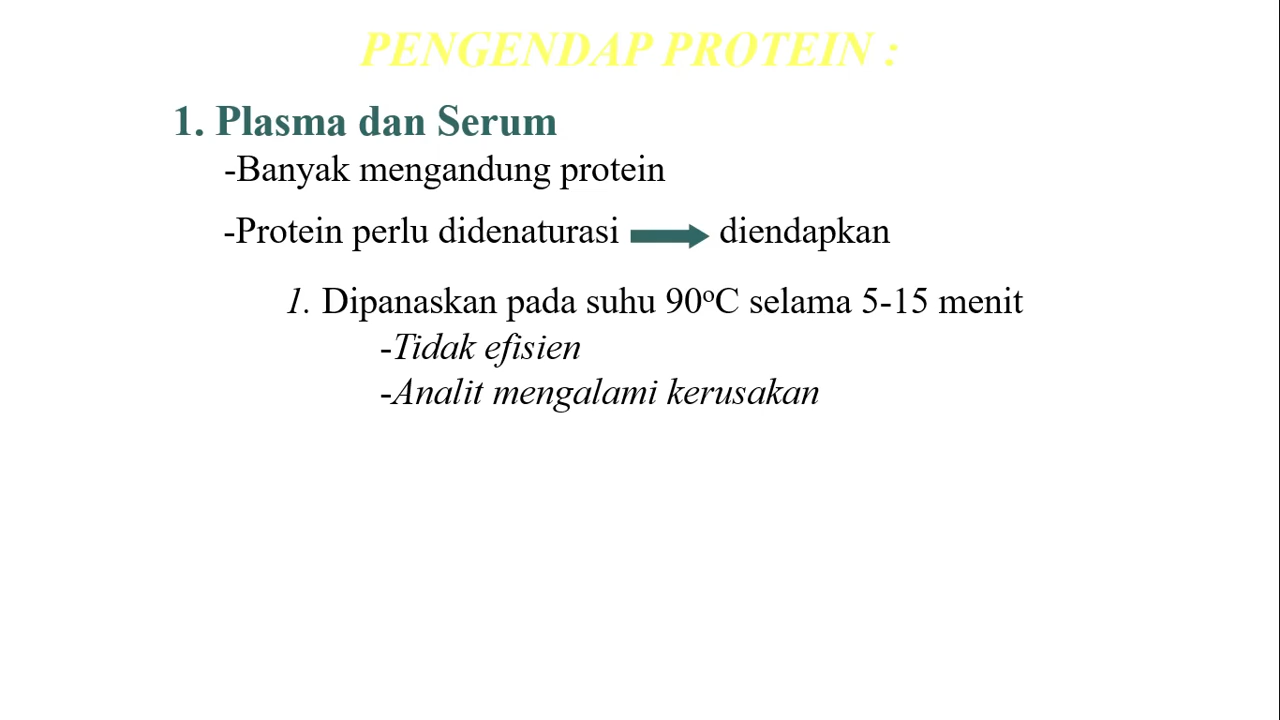 PENGENDAP PROTEIN :
1. Plasma dan Serum
-Banyak mengandung protein
-Protein perlu didenaturasi diendapkan
1. Dipanaskan pada suhu 90ºC selama 5-15 menit
-Tidak efisien
-Analit mengalami kerusakan